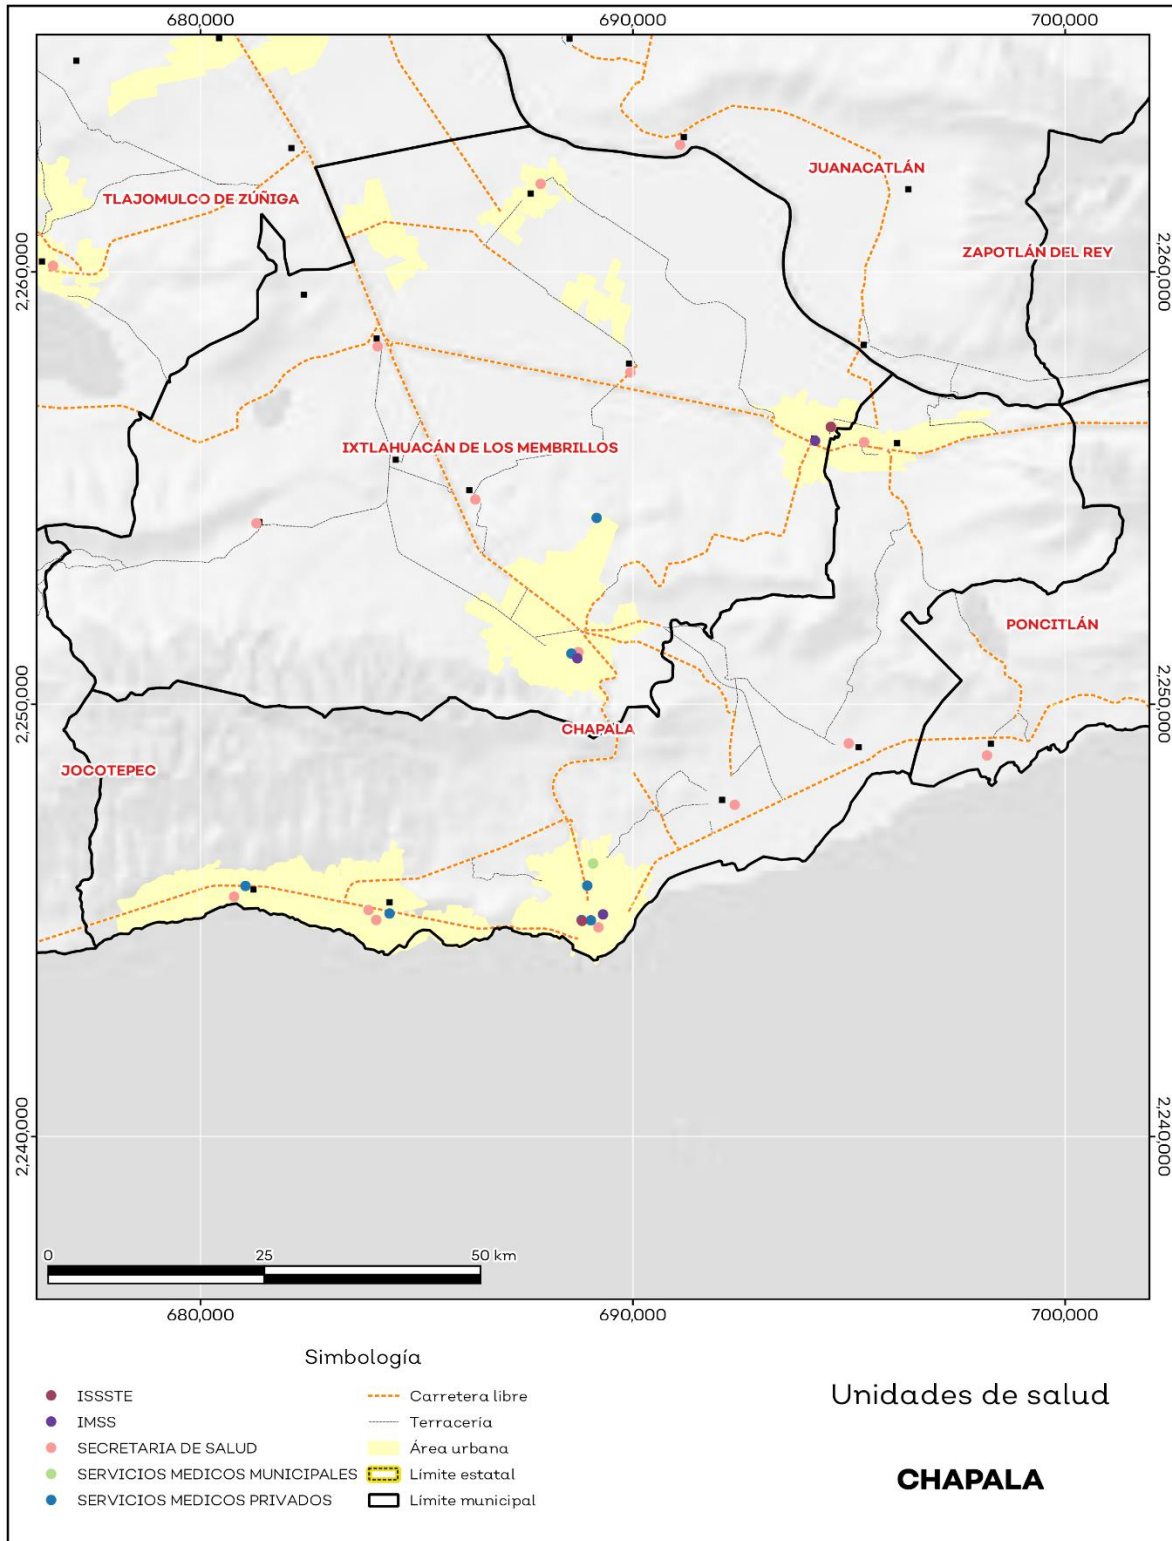 680,000
690,000
700,000
JUANACATLÁN
TLAJOMULCO DE ZÚÑIGA
ZAPOTLÁN DEL REY
2,260,000
2,260,000
IXTLAHUACÁN DE LOS MEMBRILLOS
PONCITLÁN
2,250,000
2,250,000
CHAPALA
JOCOTEPEC
2,240,000
2,240,000
0 25 50 km
680,000
690,000
700,000
Simbología
ISSSTE
IMSS
SECRETARIA DE SALUD
SERVICIOS MEDICOS MUNICIPALES
SERVICIOS MEDICOS PRIVADOS
Carretera libre
Terracería
Área urbana
Límite estatal
Límite municipal
Unidades de salud
CHAPALA